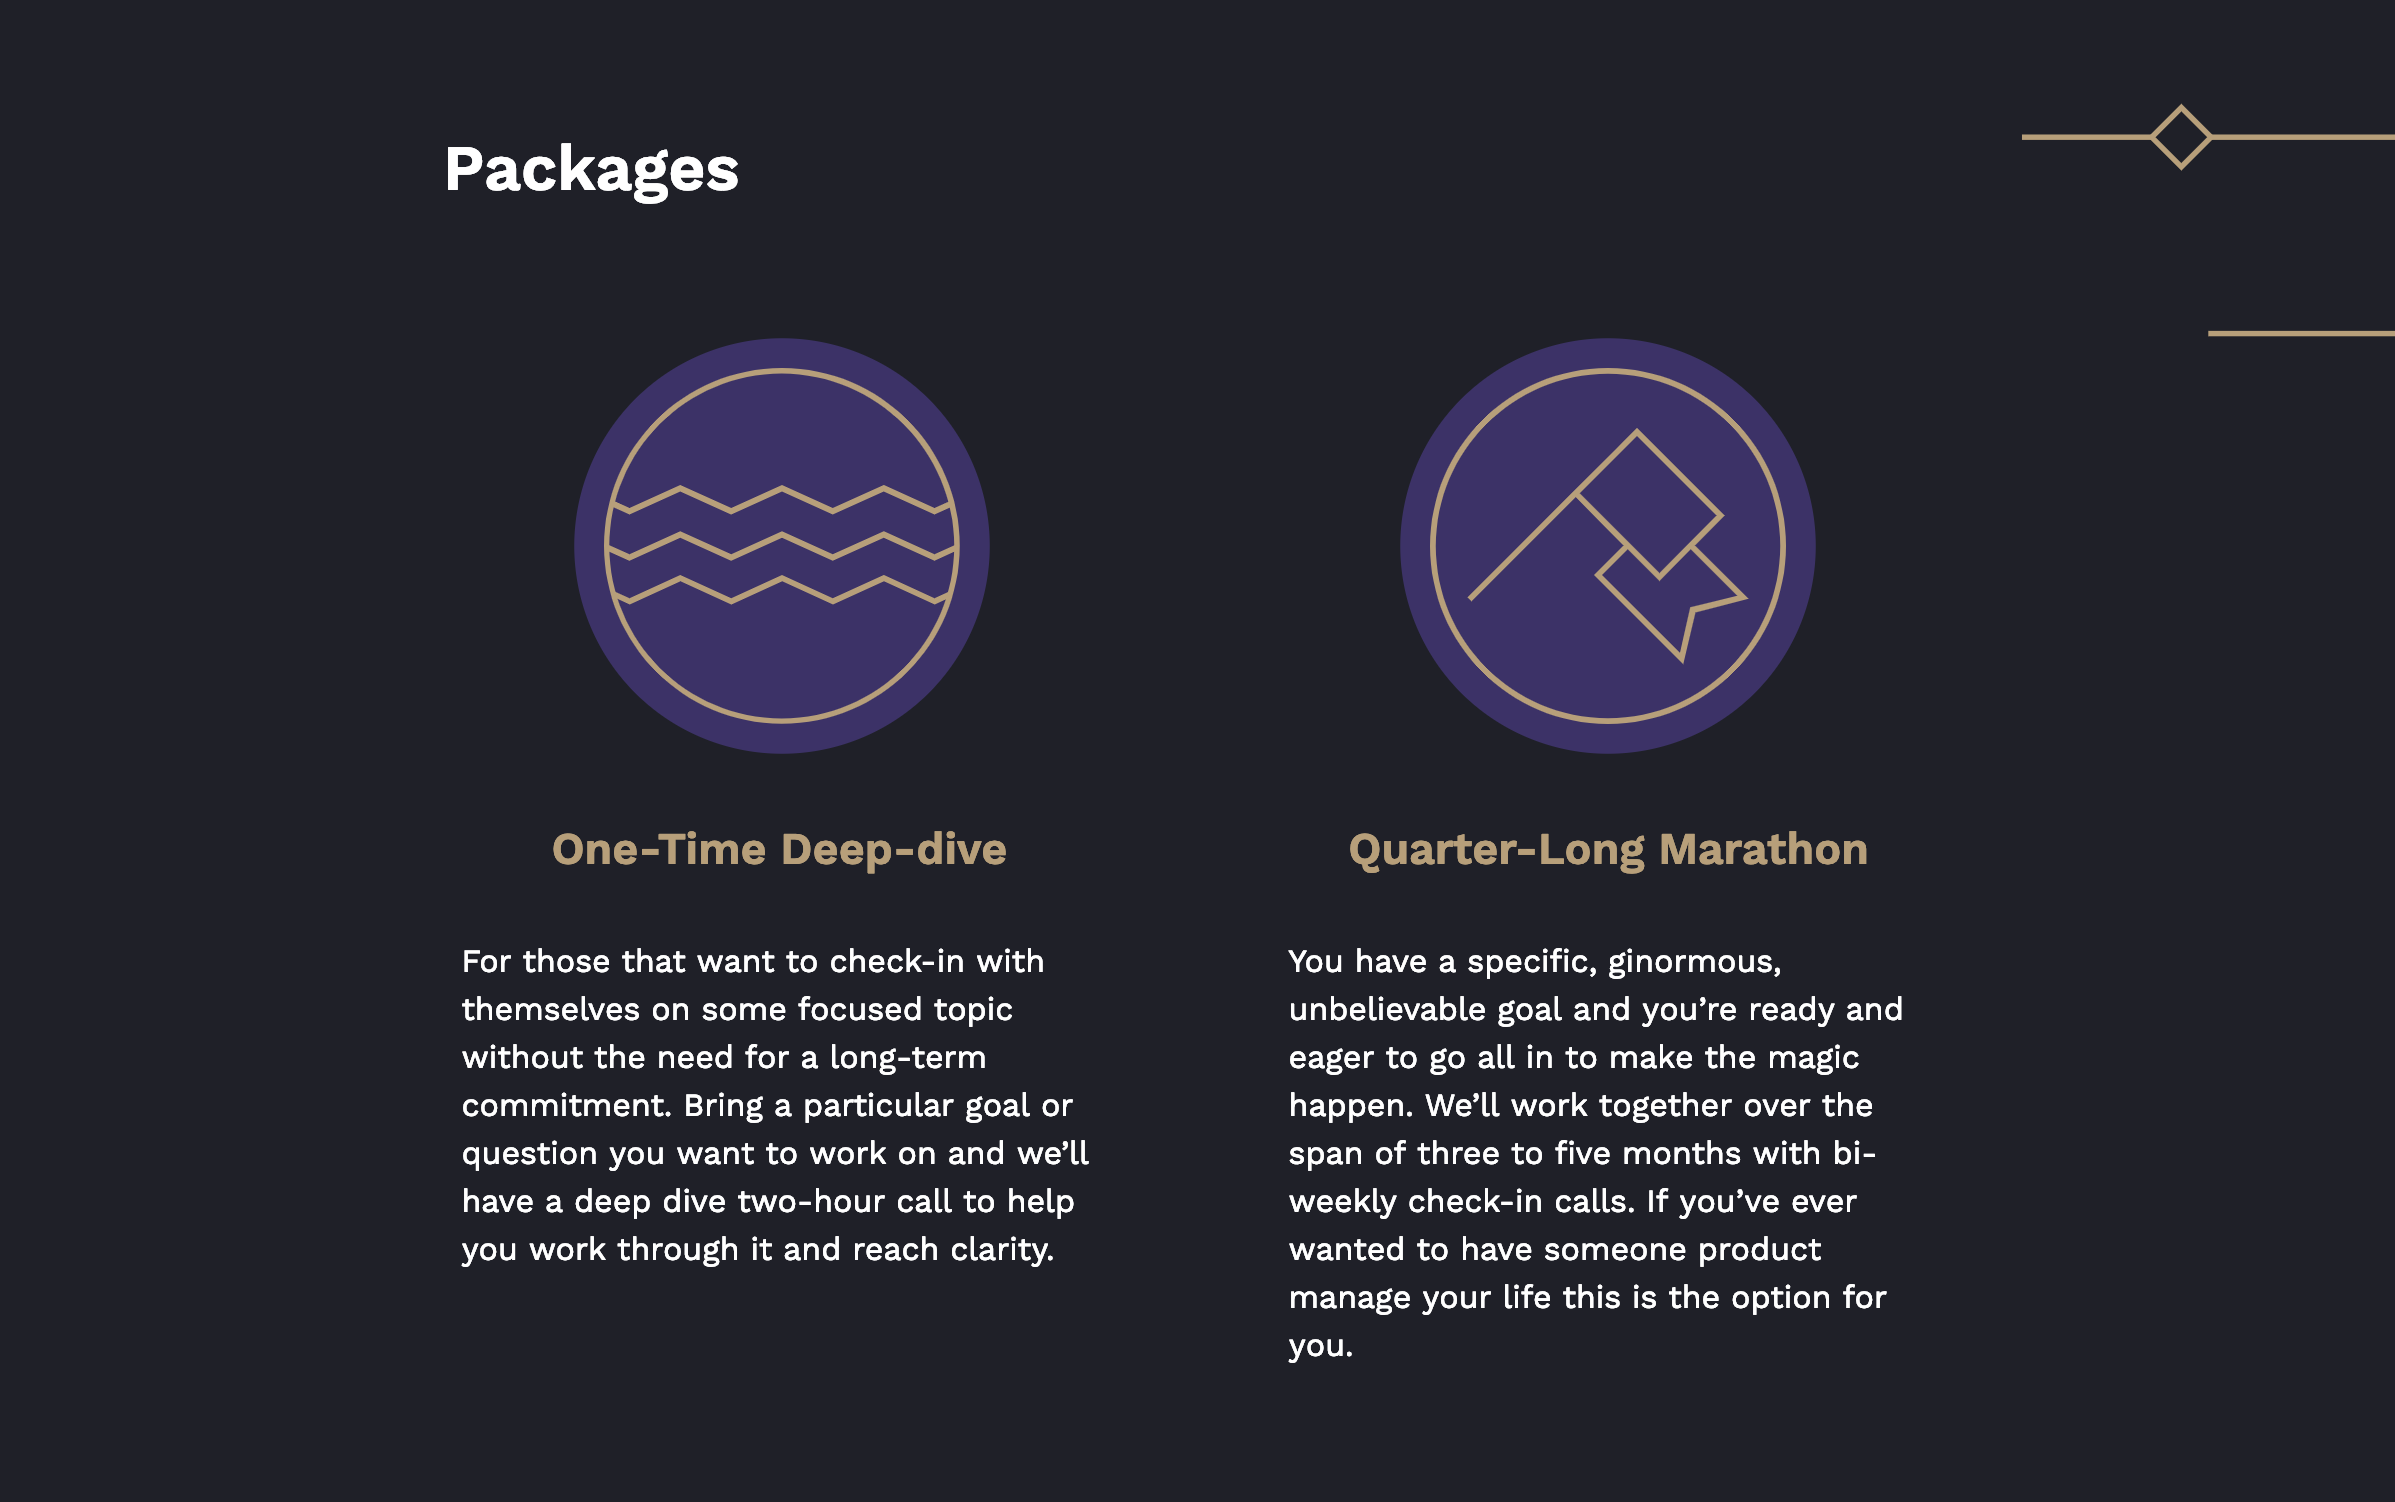 Packages
One-Time Deep-dive
For those that want to check-in with
themselves on some focused topic
without the need for a long-term
commitment. Bring a particular goal or
question you want to work on and we’ll
have a deep dive two-hour call to help
you work through it and reach clarity.
Quarter-Long Marathon
You have a specific, ginormous,
unbelievable goal and you’re ready and
eager to go all in to make the magic
happen. We’ll work together over the
span of three to five months with bi-
weekly check-in calls. If you’ve ever
wanted to have someone product
manage your life this is the option for
you.